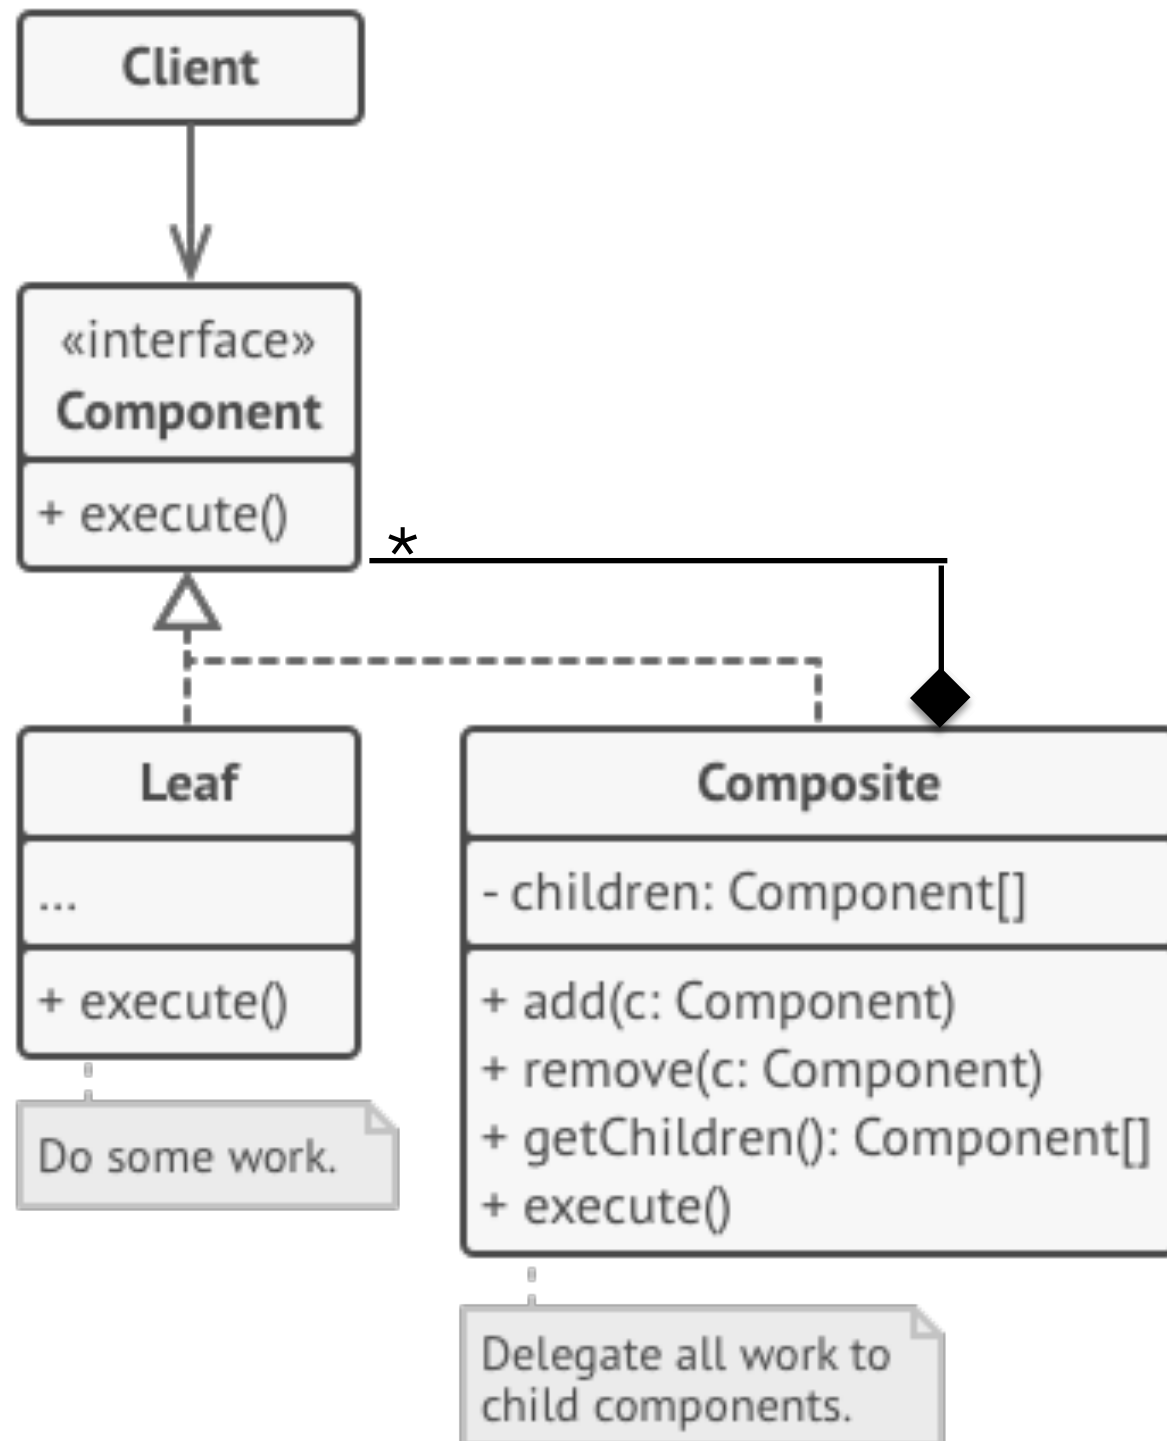 Client
«interface»
Component
+ execute()
*
Leaf
...
+ execute()
Do some work.
Composite
- children: Component[]
+ add(c: Component)
+ remove(c: Component)
+ getChildren(): Component[]
+ execute()
Delegate all work to
child components.